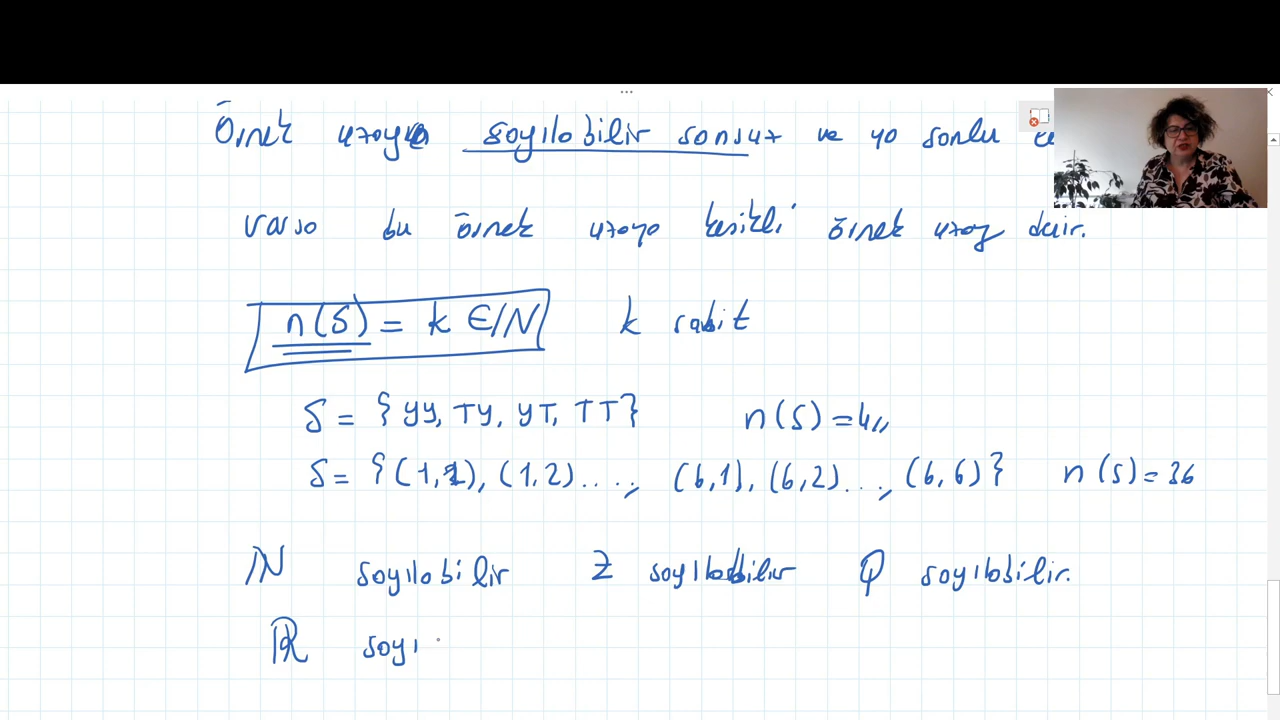 Örnek uzayın sayılabilir sonsuz ve ya sonlu
varsa bu örnek uzaya kesikli örnek uzay denir.
n(S) = k ∈ ℕ k sabit
S = {YY, TY, YT, TT} n(S) = 4,,
S = {(1,1), (1,2)...., (6,1), (6,2)..., (6,6)} n(S) = 36
ℕ sayılabilir Z sayılabilir Q sayılabilir.
ℝ sayı